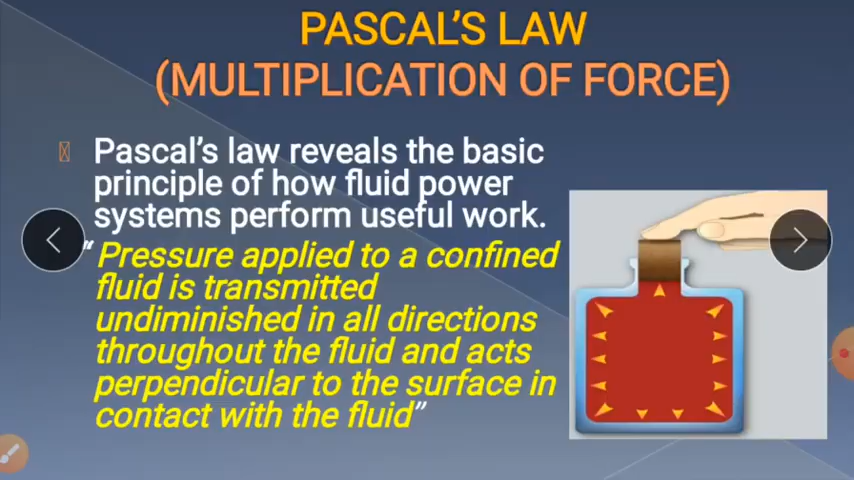 PASCAL'S LAW
(MULTIPLICATION OF FORCE)
Pascal's law reveals the basic
principle of how fluid power
systems perform useful work.
“ Pressure applied to a confined
fluid is transmitted
undiminished in all directions
throughout the fluid and acts
perpendicular to the surface in
contact with the fluid”